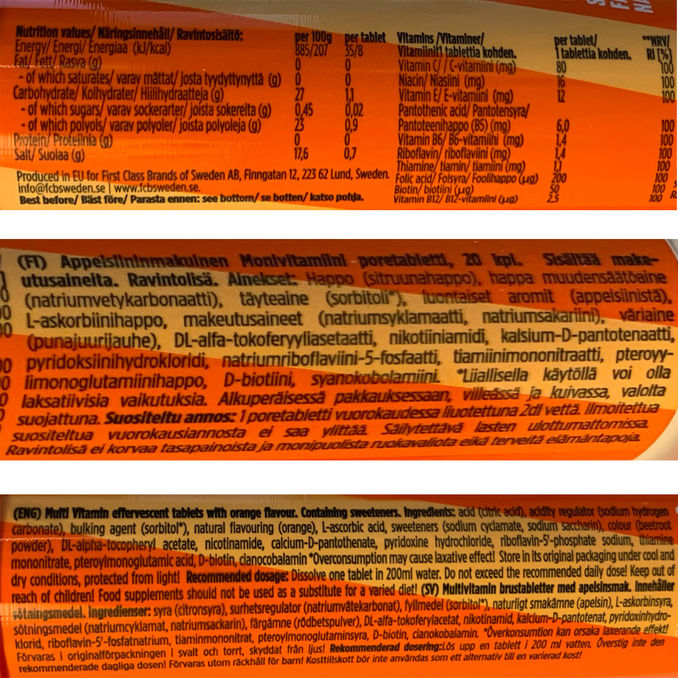 Nutrition values/ Näringsinnehåll/ Ravintosisältö: per 100g per tablet
Energy/ Energi/ Energiaa (kJ/kcal) 885/207 35/8
Fat/ Fett/ Rasva (g) 0 0
- of which saturates/ varav mättat/ josta tyydyttynyttä (g) 0 0
Carbohydrate/ Kolhydrater/ Hiilihydraatteja (g) 27 1,1
- of which sugars/ varav sockerarter/ joista sokereita (g) 0,45 0,02
- of which polyols/ varav polyoler/ joista polyoleja (g) 23 0,9
Protein/ Proteiinia (g) 0 0
Salt/ Suolaa (g) 17,6 0,7
Produced in EU for First Class Brands of Sweden AB, Finngatan 12, 223 62 Lund, Sweden.
info@fcbsweden.se | www.fcbsweden.se.
Best before/ Bäst före/ Parasta ennen: see bottom/ se botten/ katso pohja.
Vitamins /Vitaminer/ per tablet/ **NRV/
Vitamiinit 1 tablettia kohden. 1 tablettia kohden. RI (%)
Vitamin C/ C-vitamiini (mg) 80 100
Niacin/ Niasiini (mg) 16 100
Vitamin E/ E-vitamiini (mg) 12 100
Pantothenic acid/ Pantotensyra/
Pantoteenihappo (B5) (mg) 6,0 100
Vitamin B6/ B6-vitamiini (mg) 1,4 100
Riboflavin/ riboflaviini (mg) 1,4 100
Thiamine/ tiamin/ tiamiini (mg) 1,1 100
Folic acid/ Folsyra/ Foolihappo (µg) 200 100
Biotin/ biotiini (µg) 50 100
Vitamin B12/ B12-vitamiini (µg) 2,5 100
(FI) Appelsiininmakuinen Monivitamiini poretabletti, 20 kpl. Sisältää make-
utusaineita. Ravintolisä. Ainekset: Happo (sitruunahappo), happa muudensäätöaine
(natriumvetykarbonaatti), täyteaine (sorbitoli*), luontaiset aromit (appelsiinistä),
L-askorbiinihappo, makeutusaineet (natriumsyklamaatti, natriumsakariini), väriaine
(punajuurijauhe), DL-alfa-tokoferyyliasetaatti, nikotiiniamidi, kalsium-D-pantotenaatti,
pyridoksiinihydrokloridi, natriumriboflaviini-5-fosfaatti, tiamiinimononitraatti, pteroyy-
limonoglutamiinihappo, D-biotiini, syanokobalamiini. *Liiallisella käytöllä voi olla
laksatiivisia vaikutuksia. Alkuperäisessä pakkauksessaan, viileässä ja kuivassa, valolta
suojattuna. Suositeltu annos: 1 poretabletti vuorokaudessa liuotettuna 2dl vettä. Ilmoitettua
suositeltua vuorokausiannosta ei saa ylittää. Säilytettävä lasten ulottumattomissa.
Ravintolisä ei korvaa tasapainoista ja monipuolista ruokavaliota eikä terveitä elämäntapoja.
(ENG) Multi Vitamin effervescent tablets with orange flavour. Containing sweeteners. Ingredients: acid (citric acid), acidity regulator (sodium hydrogen
carbonate), bulking agent (sorbitol*), natural flavouring (orange), L-ascorbic acid, sweeteners (sodium cyclamate, sodium saccharin), colour (beetroot
powder), DL-alpha-tocopheryl acetate, nicotinamide, calcium-D-pantothenate, pyridoxine hydrochloride, riboflavin-5'-phosphate sodium, thiamine
mononitrate, pteroylmonoglutamic acid, D-biotin, cianocobalamin *Overconsumption may cause laxative effect! Store in its original packaging under cool and
dry conditions, protected from light! Recommended dosage: Dissolve one tablet in 200ml water. Do not exceed the recommended daily dose! Keep out of
reach of children! Food supplements should not be used as a substitute for a varied diet! (SV) Multivitamin brustabletter med apelsinsmak. Innehåller
sötningsmedel. Ingredienser: syra (citronsyra), surhetsregulator (natriumvätekarbonat), fyllmedel (sorbitol*), naturligt smakämne (apelsin), L-askorbinsyra,
sötningsmedel (natriumcyklamat, natriumsackarin), färgämne (rödbetspulver), DL-alfa-tokoferylacetat, nikotinamid, kalcium-D-pantotenat, pyridoxinhydro-
klorid, riboflavin-5'-fosfatnatrium, tiaminmononitrat, pteroylmonoglutaminsyra, D-biotin, cianokobalamin. *Överkonsumtion kan orsaka laxerande effekt!
Förvaras i originalförpackningen i svalt och torrt, skyddat från ljus! Rekommenderad dosering:Lös upp en tablett i 200 ml vatten. Överstig inte den
rekommenderade dagliga dosen! Förvaras utom räckhåll för barn! Kosttillskott bör inte användas som ett alternativ till en varierad kost!